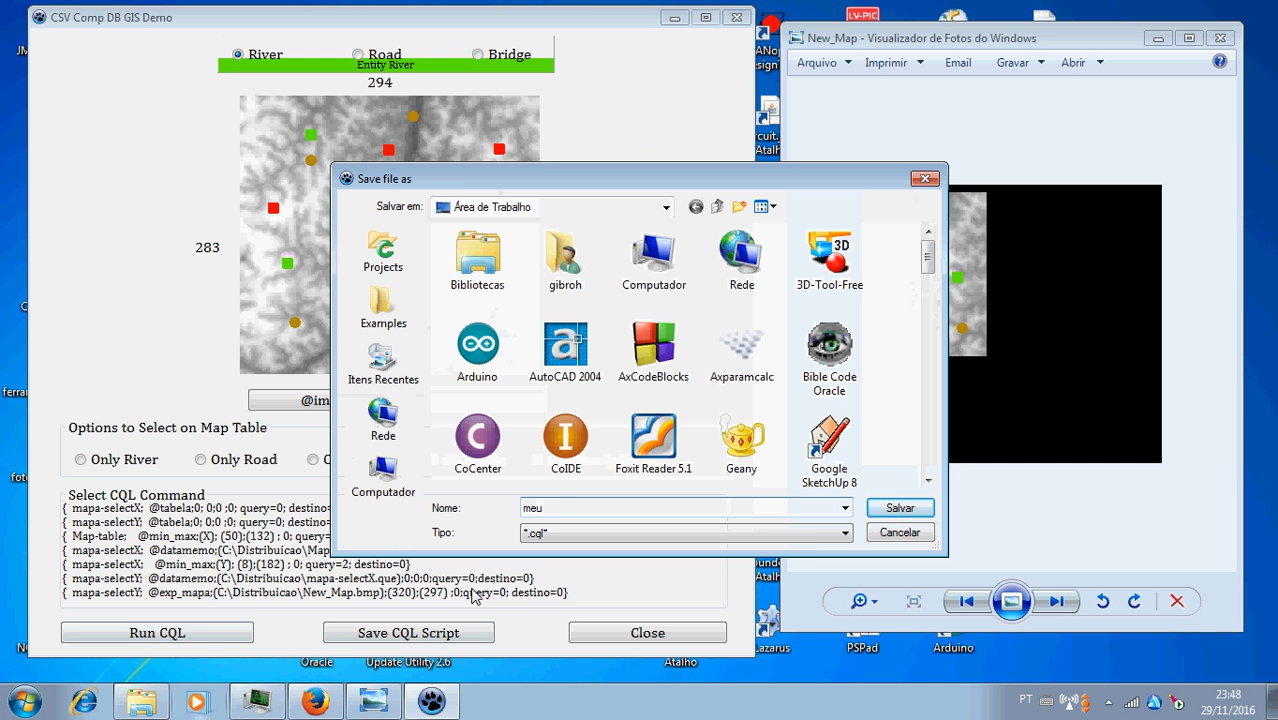 CSV Comp DB GIS Demo
River
Road
Bridge
Entity River
294
283
@im
Options to Select on Map Table
Only River
Only Road
Select CQL Command
{ mapa-selectX; @tabela;0; 0;0 ;0; query=0; destino=
{ mapa-selectY; @tabela;0; 0;0 ;0; query=0; destino=
{ Map-table; @min_max;(X); (50);(132) ; 0; query=
{ mapa-selectX; @datamemo;(C:\Distribuicao\Map
{ mapa-selectX; @min_max;(Y); (8);(182) ; 0; query=2; destino=0}
{ mapa-selectY; @datamemo;(C:\Distribuicao\mapa-selectX.que);0;0;0;query=0;destino=0}
{ mapa-selectY; @exp_mapa;(C:\Distribuicao\New_Map.bmp);(320);(297) ;0;query=0; destino=0}
Run CQL
Save CQL Script
Close
Save file as
Salvar em:
Área de Trabalho
Projects
Examples
Itens Recentes
Rede
Computador
Bibliotecas
gibroh
Computador
Rede
3D-Tool-Free
Arduino
AutoCAD 2004
AxCodeBlocks
Axparamcalc
Bible Code
Oracle
CoCenter
CoIDE
Foxit Reader 5.1
Geany
Google
SketchUp 8
Nome:
meu
Salvar
Tipo:
*.cql*
Cancelar
New_Map - Visualizador de Fotos do Windows
Arquivo
Imprimir
Email
Gravar
Abrir
LV-PIC
Atalho
Atalho
Oracle
Update Utility 2.6
Atalho
Lazarus
PSPad
Arduino
PT
23:48
29/11/2016